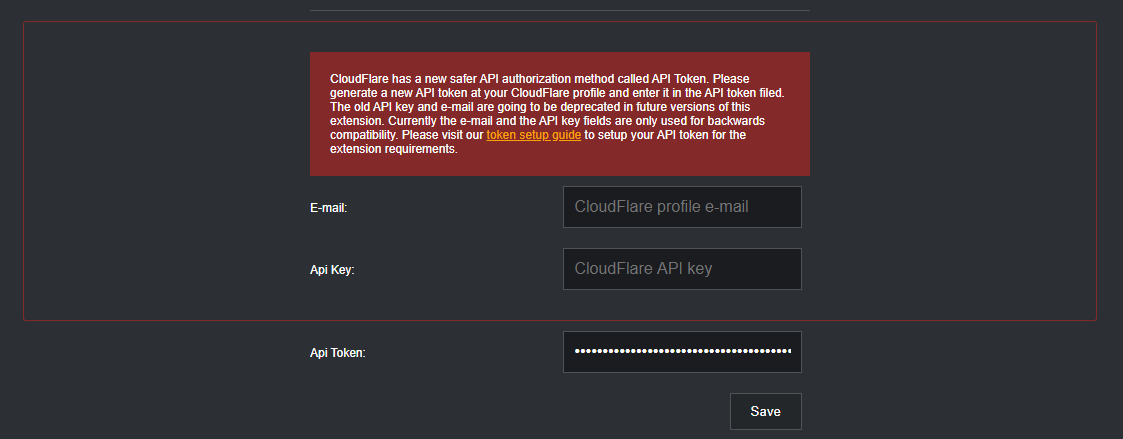 CloudFlare has a new safer API authorization method called API Token. Please
generate a new API token at your CloudFlare profile and enter it in the API token filed.
The old API key and e-mail are going to be deprecated in future versions of this
extension. Currently the e-mail and the API key fields are only used for backwards
compatibility. Please visit our token setup guide to setup your API token for the
extension requirements.
E-mail:
CloudFlare profile e-mail
Api Key:
CloudFlare API key
Api Token:
Save